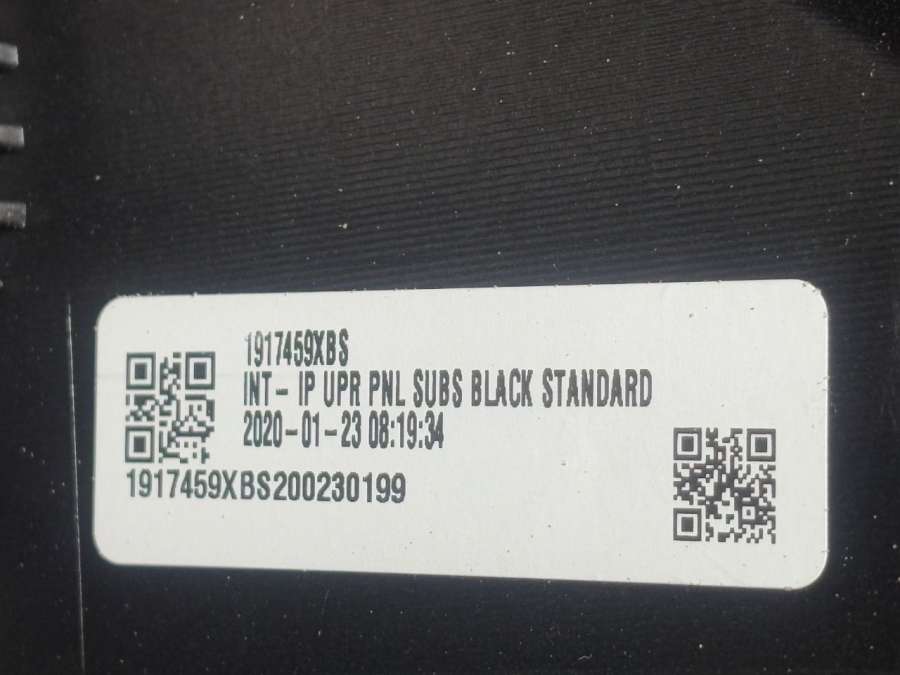 1917459XBS
INT- IP UPR PNL SUBS BLACK STANDARD
2020-01-23 08:19:34
1917459XBS200230199